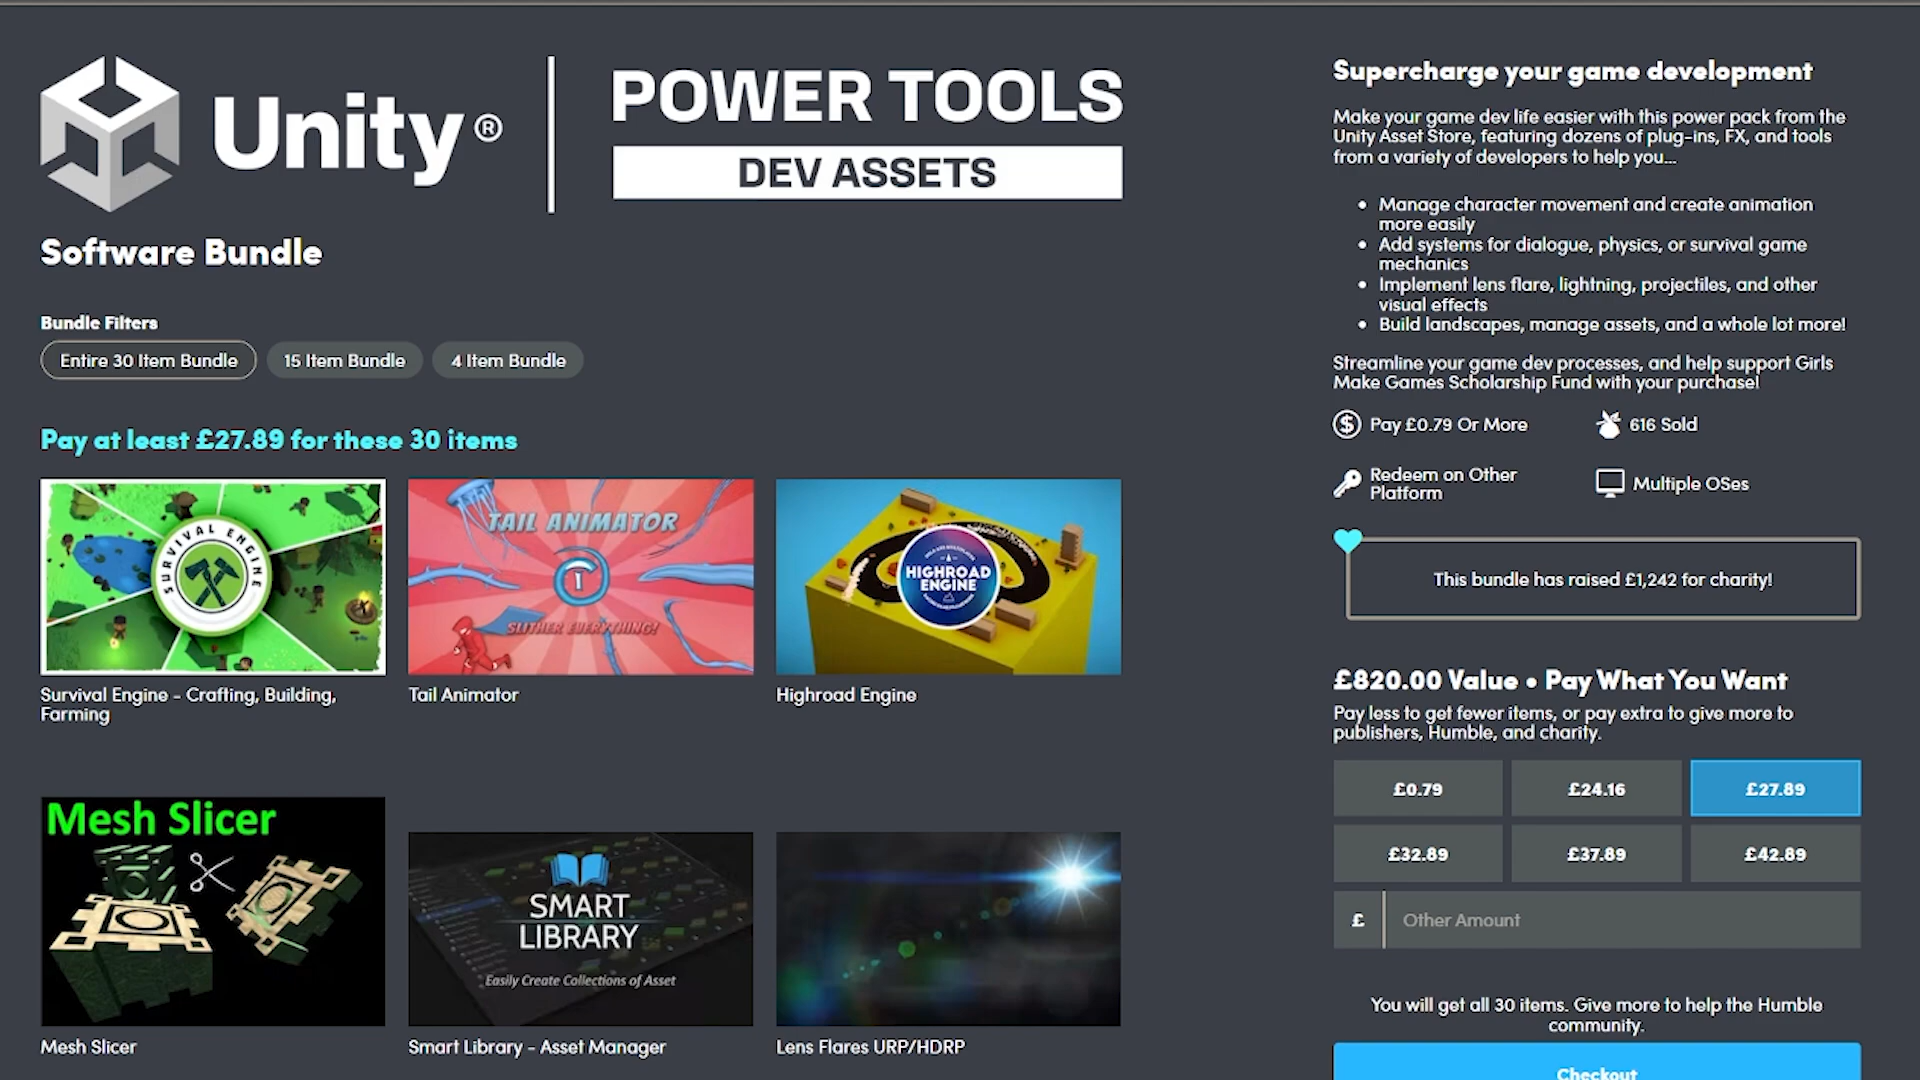 Unity®
POWER TOOLS
DEV ASSETS
Software Bundle
Bundle Filters
Entire 30 Item Bundle
15 Item Bundle
4 Item Bundle
Pay at least £27.89 for these 30 items
SURVIVAL ENGINE
Survival Engine - Crafting, Building,
Farming
TAIL ANIMATOR
SLITHER EVERYTHING!
Tail Animator
HIGHROAD
ENGINE
Highroad Engine
Mesh Slicer
Mesh Slicer
SMART
LIBRARY
Easily Create Collections of Asset
Smart Library - Asset Manager
Lens Flares URP/HDRP
Supercharge your game development
Make your game dev life easier with this power pack from the
Unity Asset Store, featuring dozens of plug-ins, FX, and tools
from a variety of developers to help you...
• Manage character movement and create animation
more easily
• Add systems for dialogue, physics, or survival game
mechanics
• Implement lens flare, lightning, projectiles, and other
visual effects
• Build landscapes, manage assets, and a whole lot more!
Streamline your game dev processes, and help support Girls
Make Games Scholarship Fund with your purchase!
$ Pay £0.79 Or More
616 Sold
Redeem on Other
Platform
Multiple OSes
This bundle has raised £1,242 for charity!
£820.00 Value • Pay What You Want
Pay less to get fewer items, or pay extra to give more to
publishers, Humble, and charity.
£0.79
£24.16
£27.89
£32.89
£37.89
£42.89
£
Other Amount
You will get all 30 items. Give more to help the Humble
community.
Checkout